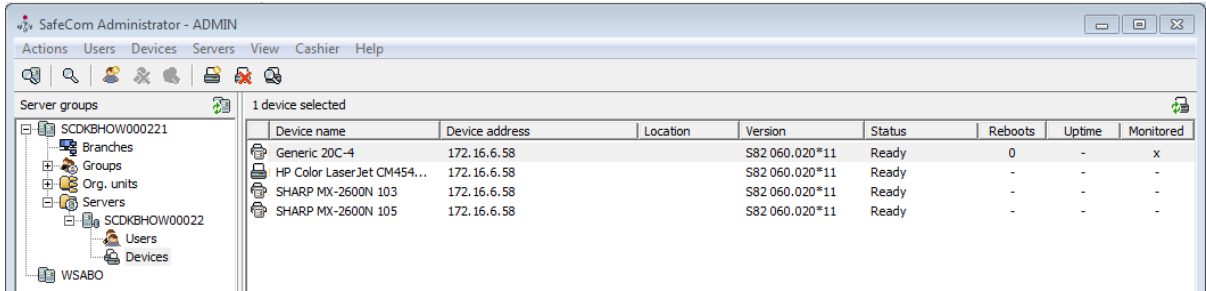 SafeCom Administrator - ADMIN
Actions Users Devices Servers View Cashier Help
Server groups
1 device selected
SCDKBHOW000221
Branches
Groups
Org. units
Servers
SCDKBHOW00022
Users
Devices
WSABO
Device name Device address Location Version Status Reboots Uptime Monitored
Generic 20C-4 172.16.6.58 S82 060.020*11 Ready 0 - x
HP Color LaserJet CM454... 172.16.6.58 S82 060.020*11 Ready - - -
SHARP MX-2600N 103 172.16.6.58 S82 060.020*11 Ready - - -
SHARP MX-2600N 105 172.16.6.58 S82 060.020*11 Ready - - -